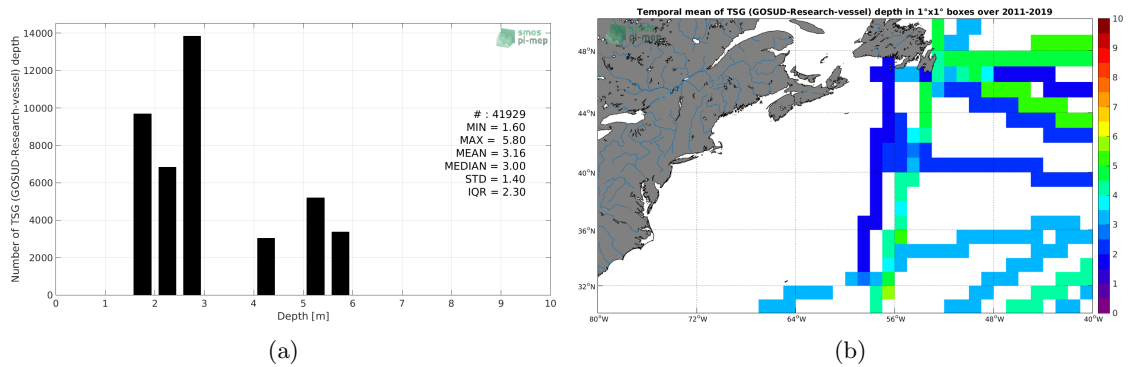 14000
12000
10000
8000
6000
4000
2000
0
Number of TSG (GOSUD-Research-vessel) depth
smos
pi-mep
# : 41929
MIN = 1.60
MAX = 5.80
MEAN = 3.16
MEDIAN = 3.00
STD = 1.40
IQR = 2.30
0 1 2 3 4 5 6 7 8 9 10
Depth [m]
(a)
Temporal mean of TSG (GOSUD-Research-vessel) depth in 1°x1° boxes over 2011-2019
smos
pi-mep
48°N
44°N
40°N
36°N
32°N
80°W 72°W 64°W 56°W 48°W 40°W
10
9
8
7
6
5
4
3
2
1
0
(b)